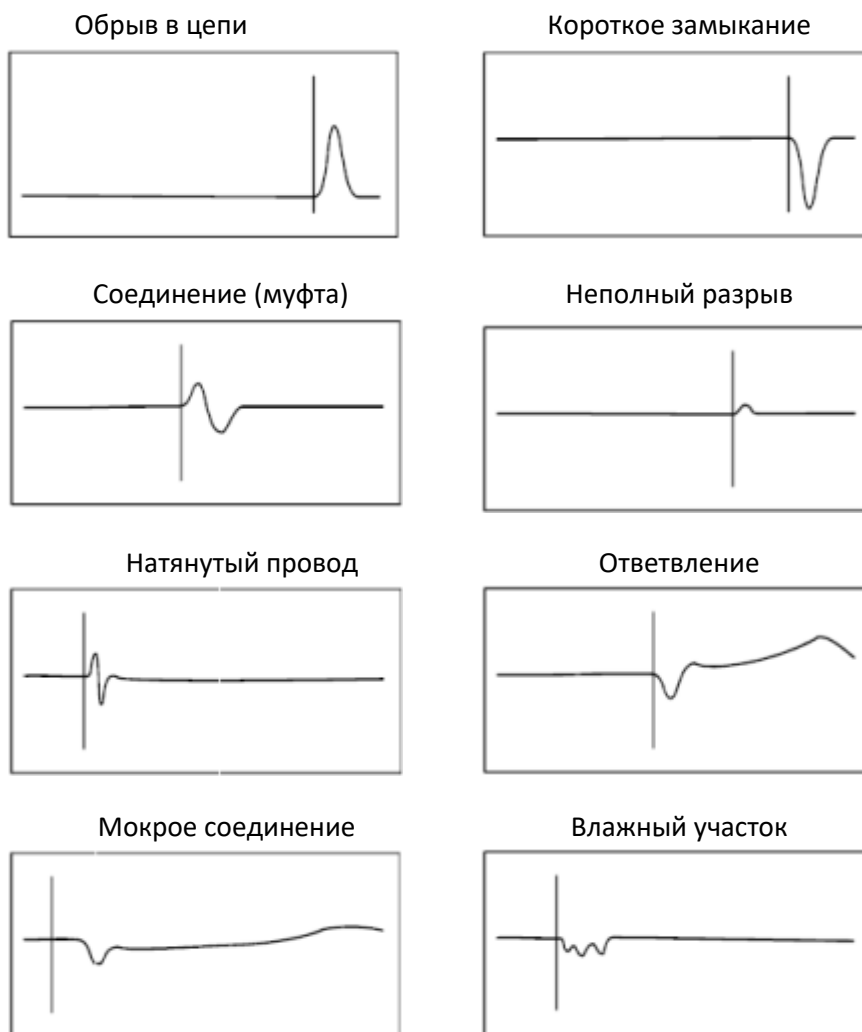 Обрыв в цепи
Короткое замыкание
Соединение (муфта)
Неполный разрыв
Натянутый провод
Ответвление
Мокрое соединение
Влажный участок